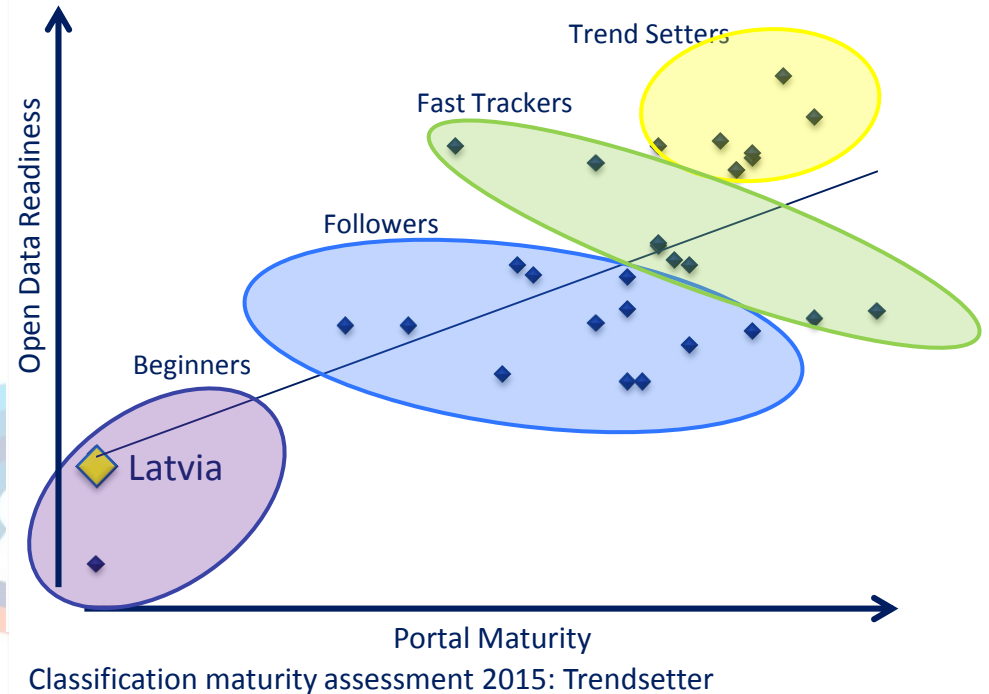 Trend Setters
Fast Trackers
Followers
Beginners
Latvia
Open Data Readiness
Portal Maturity
Classification maturity assessment 2015: Trendsetter